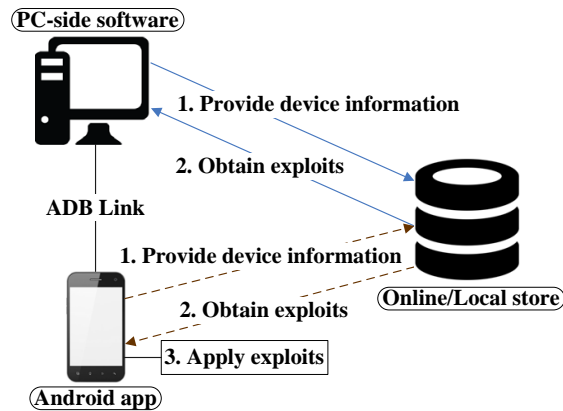 PC-side software
1. Provide device information
2. Obtain exploits
ADB Link
1. Provide device information
2. Obtain exploits
Online/Local store
3. Apply exploits
Android app